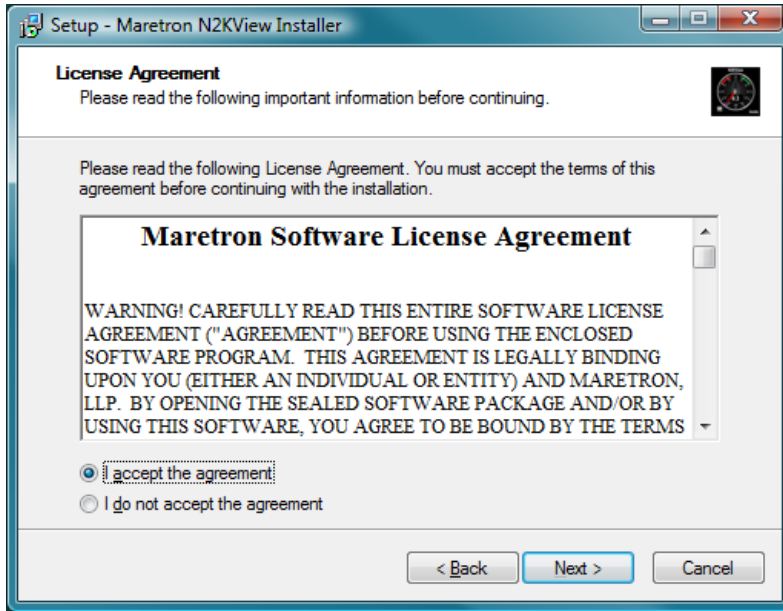 Setup - Maretron N2KView Installer
License Agreement
Please read the following important information before continuing.
Please read the following License Agreement. You must accept the terms of this
agreement before continuing with the installation.
Maretron Software License Agreement
WARNING! CAREFULLY READ THIS ENTIRE SOFTWARE LICENSE
AGREEMENT ("AGREEMENT") BEFORE USING THE ENCLOSED
SOFTWARE PROGRAM.  THIS AGREEMENT IS LEGALLY BINDING
UPON YOU (EITHER AN INDIVIDUAL OR ENTITY) AND MARETRON,
LLP.  BY OPENING THE SEALED SOFTWARE PACKAGE AND/OR BY
USING THIS SOFTWARE, YOU AGREE TO BE BOUND BY THE TERMS
I accept the agreement
I do not accept the agreement
< Back
Next >
Cancel